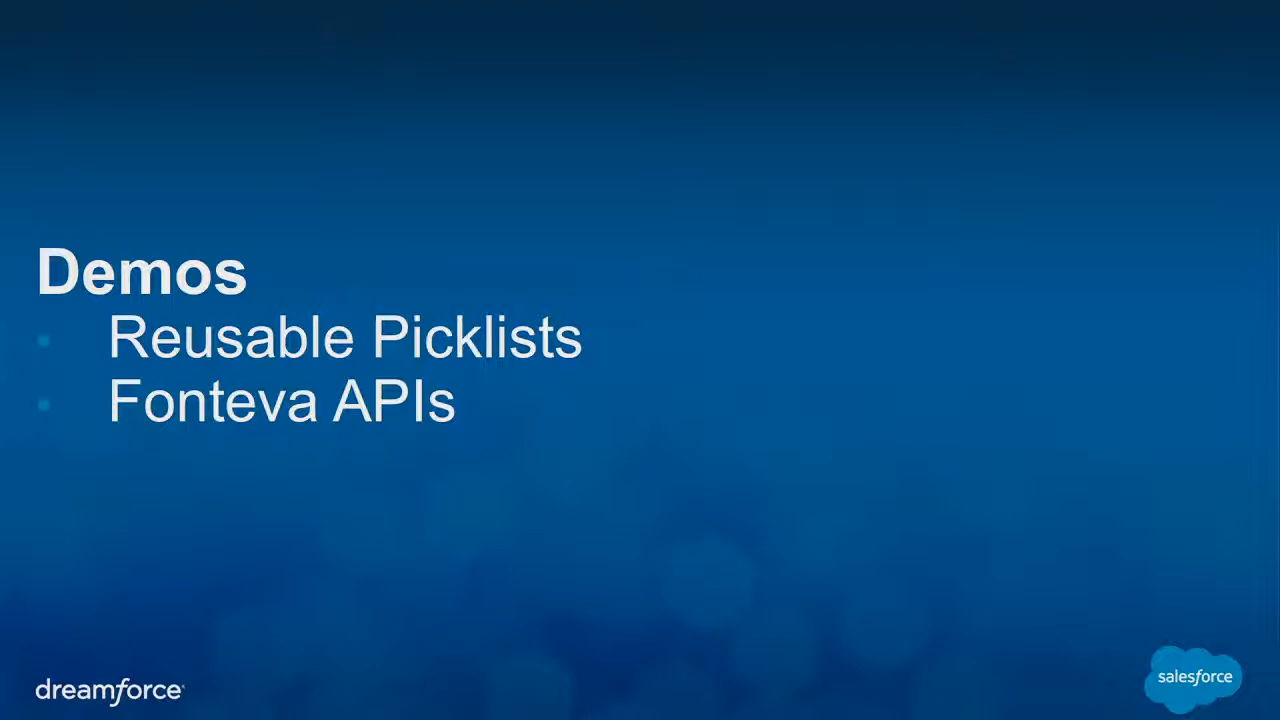 Demos
Reusable Picklists
Fonteva APIs
dreamforce
salesforce